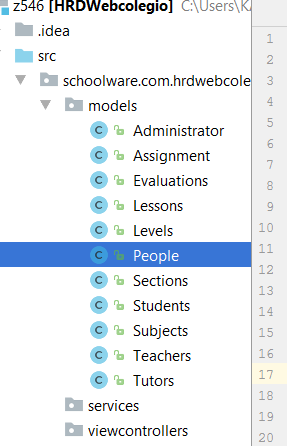 z546 [HRDWebcolegio] C:\Users\
.idea
src
schoolware.com.hrdwebcole
models
Administrator
Assignment
Evaluations
Lessons
Levels
People
Sections
Students
Subjects
Teachers
Tutors
services
viewcontrollers
1
2
3
4
5
6
7
8
9
10
11
12
13
14
15
16
17
18
19
20